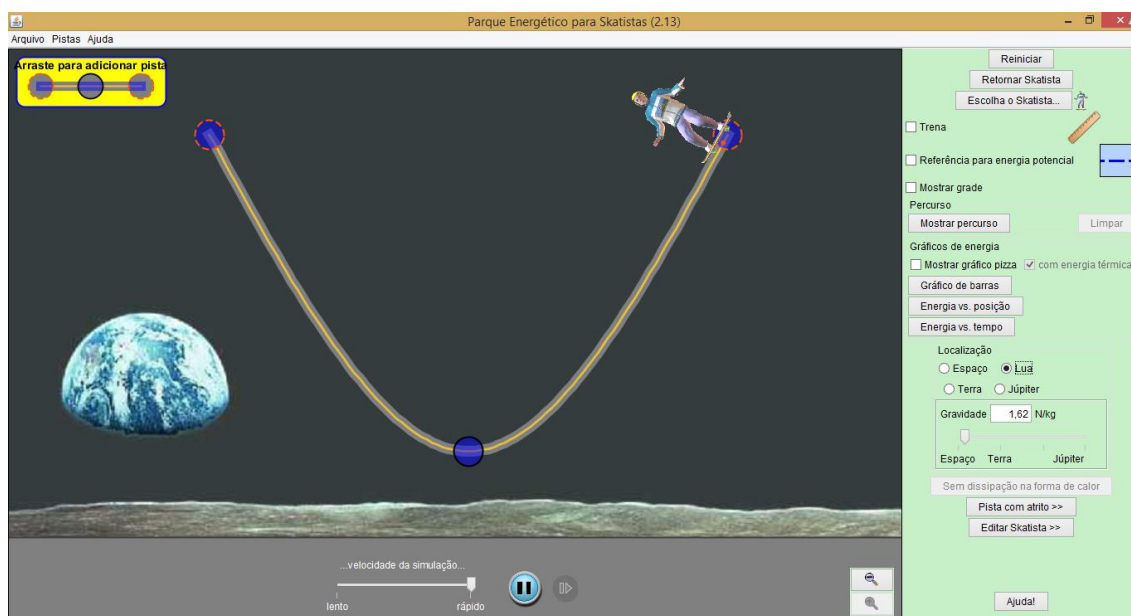 Parque Energético para Skatistas (2.13)
Arquivo Pistas Ajuda
Arraste para adicionar pista
Reiniciar
Retornar Skatista
Escolha o Skatista...
Trena
Referência para energia potencial
Mostrar grade
Percurso
Mostrar percurso Limpar
Gráficos de energia
Mostrar gráfico pizza com energia térmica
Gráfico de barras
Energia vs. posição
Energia vs. tempo
Localização
Espaço Lua
Terra Júpiter
Gravidade 1,62 N/kg
Espaço Terra Júpiter
Sem dissipação na forma de calor
Pista com atrito >>
Editar Skatista >>
...velocidade da simulação...
lento rápido
Ajuda!